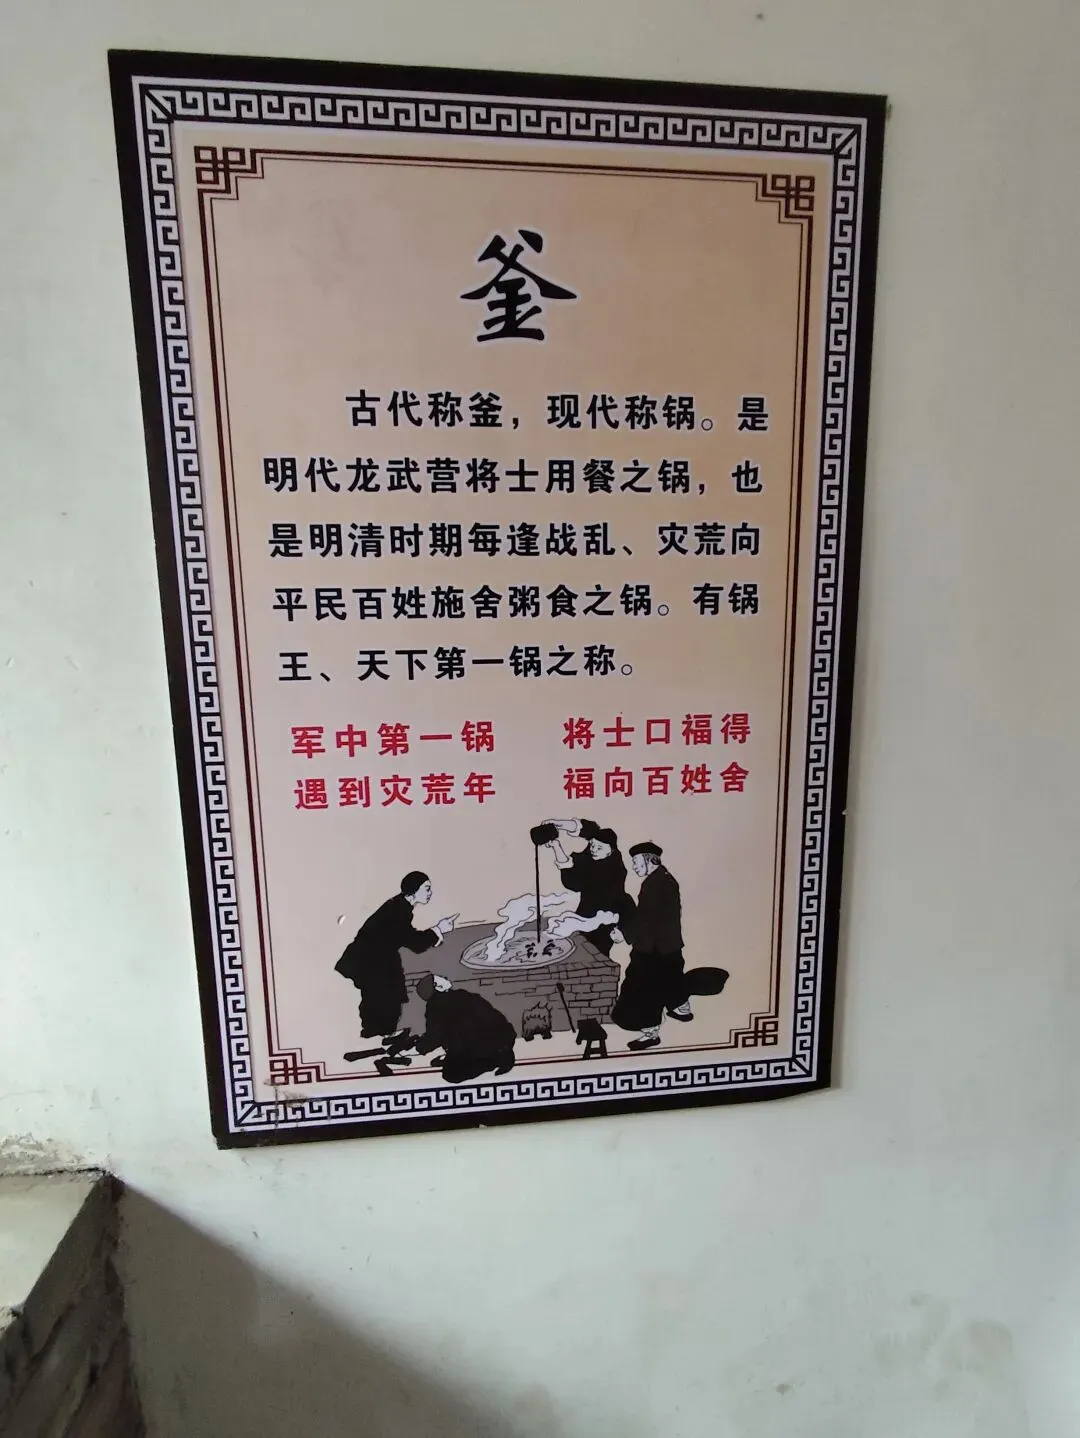 釜
古代称釜，现代称锅。是
明代龙武营将士用餐之锅，也
是明清时期每逢战乱、灾荒向
平民百姓施舍粥食之锅。有锅
王、天下第一锅之称。
军中第一锅 将士口福得
遇到灾荒年 福向百姓舍